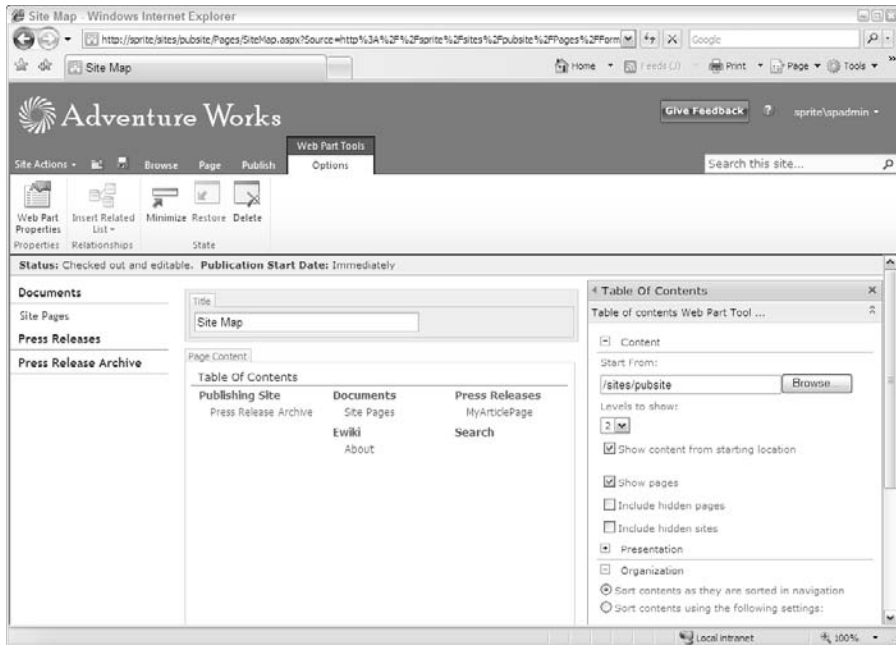 Site Map - Windows Internet Explorer
http://sprite/sites/pubsite/Pages/SiteMap.aspx?Source=http%3A%2F%2Fsprite%2Fsites%2Fpubsite%2FPages%2FForm
Google
Site Map
Home
Feeds (J)
Print
Page
Tools
Adventure Works
Give Feedback
?
sprite\spadmin
Web Part Tools
Site Actions
Browse
Page
Publish
Options
Search this site...
Web Part
Properties
Insert Related
List
Minimize
Restore
Delete
Properties
Relationships
State
Status: Checked out and editable. Publication Start Date: Immediately
Documents
Site Pages
Press Releases
Press Release Archive
Title
Site Map
Page Content
Table Of Contents
Publishing Site
Press Release Archive
Documents
Site Pages
Ewiki
About
Press Releases
MyArticlePage
Search
Table Of Contents
Table of contents Web Part Tool ...
Content
Start From:
/sites/pubsite
Browse...
Levels to show:
2
Show content from starting location
Show pages
Include hidden pages
Include hidden sites
Presentation
Organization
Sort contents as they are sorted in navigation
Sort contents using the following settings:
Local intranet
100%